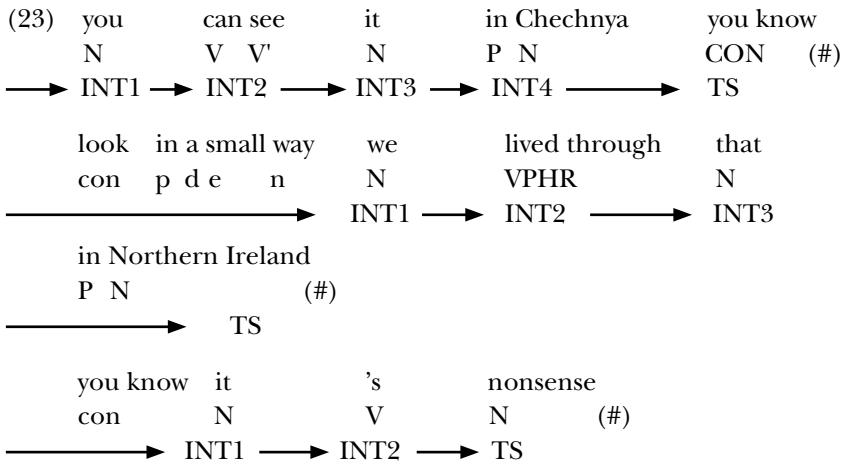 (23) you can see it in Chechnya you know
N V V' N P N CON (#)
INT1 INT2 INT3 INT4 TS
look in a small way we lived through that
con p d e n N VPHR N
INT1 INT2 INT3
in Northern Ireland
P N (#)
TS
you know it 's nonsense
con N V N (#)
INT1 INT2 TS